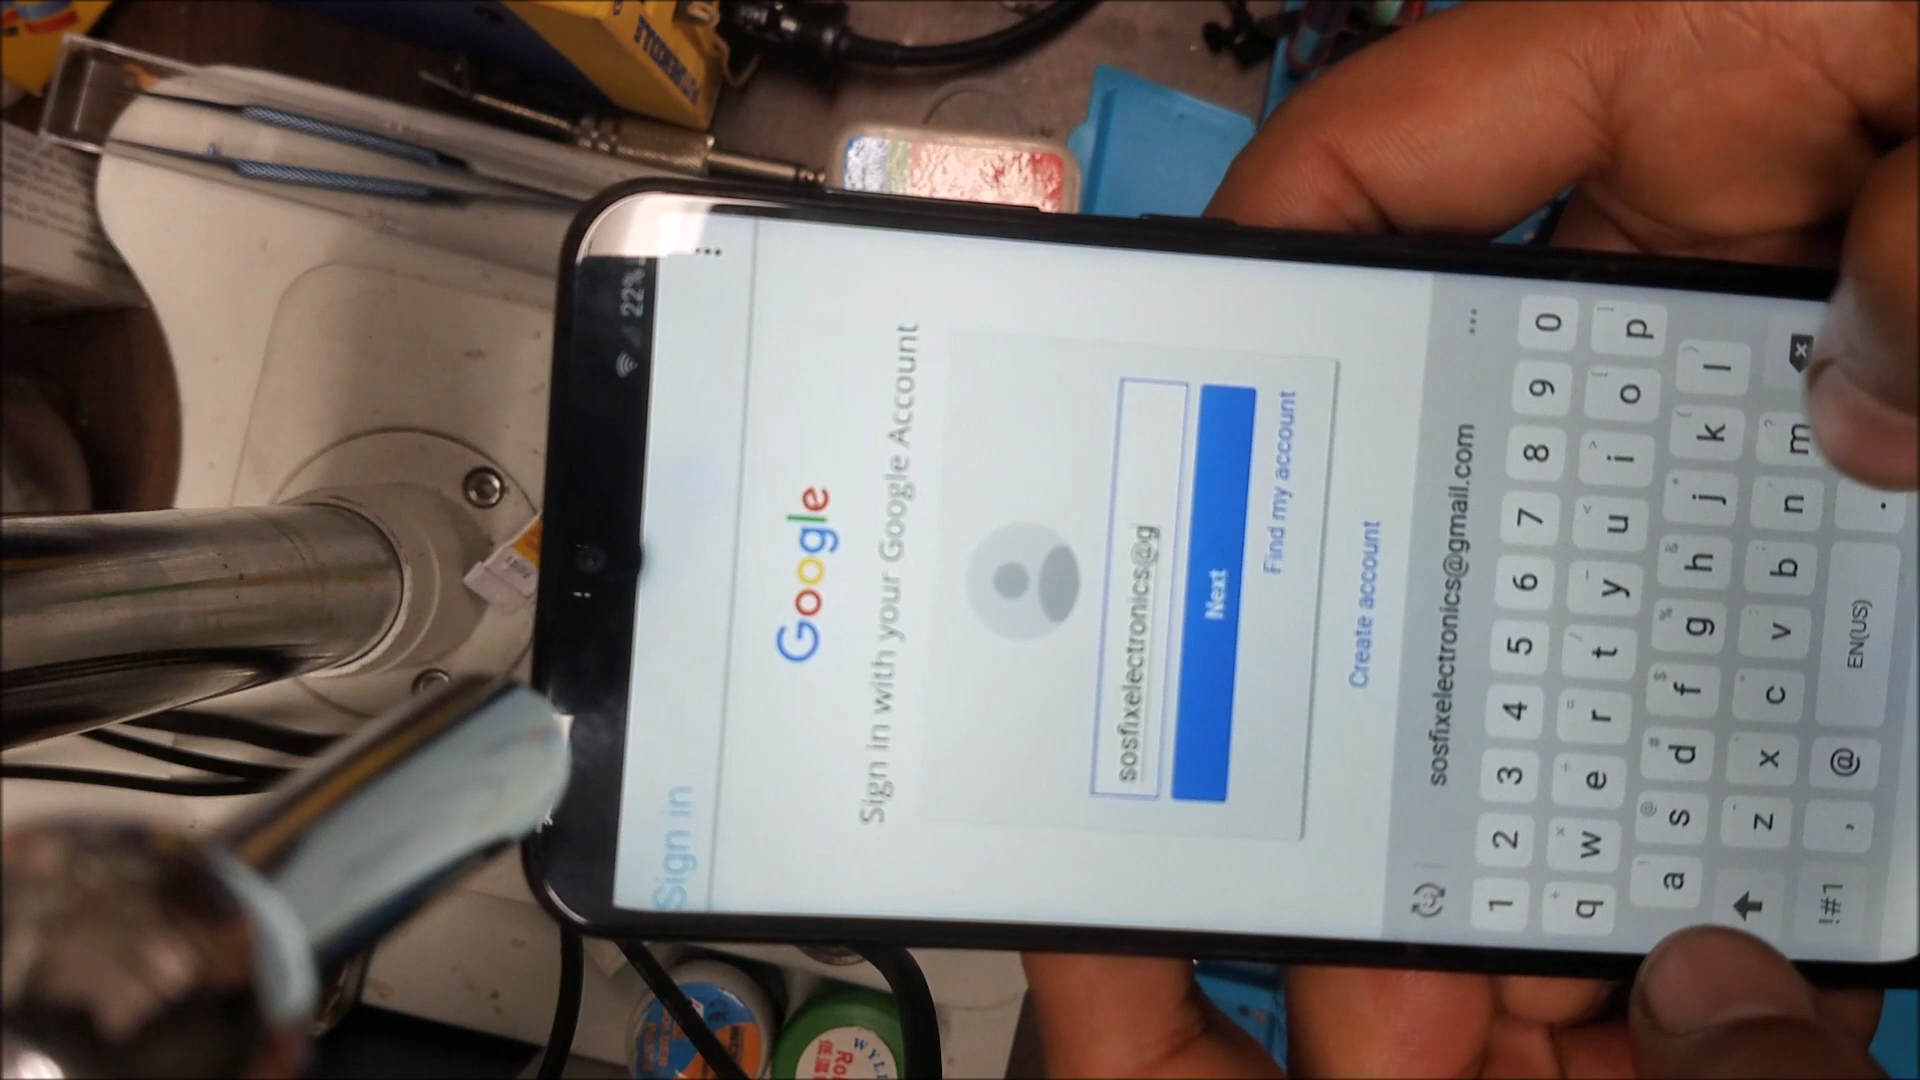 22%
Sign in
Google
Sign in with your Google Account
sosfixelectronics@g
Next
Find my account
Create account
sosfixelectronics@gmail.com
1 2 3 4 5 6 7 8 9 0
q w e r t y u i o p
a s d f g h j k l
z x c v b n m
!#1 , @ EN(US) .